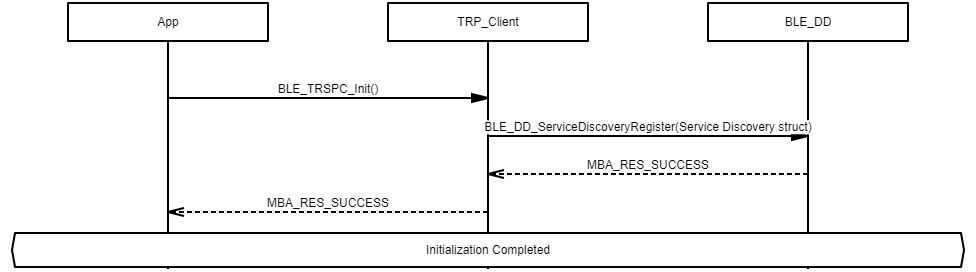 App
TRP_Client
BLE_DD
BLE_TRSPC_Init()
BLE_DD_ServiceDiscoveryRegister(Service Discovery struct)
MBA_RES_SUCCESS
MBA_RES_SUCCESS
Initialization Completed